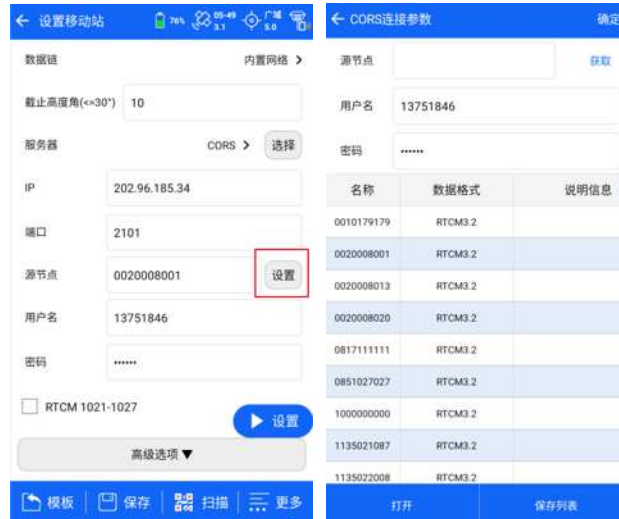 设置移动站
76%
05-49
3.1
广域
5.0
数据链
内置网络
截止高度角(<=30°)
10
服务器
CORS
选择
IP
202.96.185.34
端口
2101
源节点
0020008001
设置
用户名
13751846
密码
••••••
RTCM 1021-1027
设置
高级选项▼
模板
保存
扫描
更多
CORS连接参数
确定
源节点
获取
用户名
13751846
密码
••••••
名称 数据格式 说明信息
0010179179 RTCM3.2
0020008001 RTCM3.2
0020008013 RTCM3.2
0020008020 RTCM3.2
0817111111 RTCM3.2
0851027027 RTCM3.2
1000000000 RTCM3.2
1135021087 RTCM3.2
1135022008 RTCM3.2
打开
保存列表